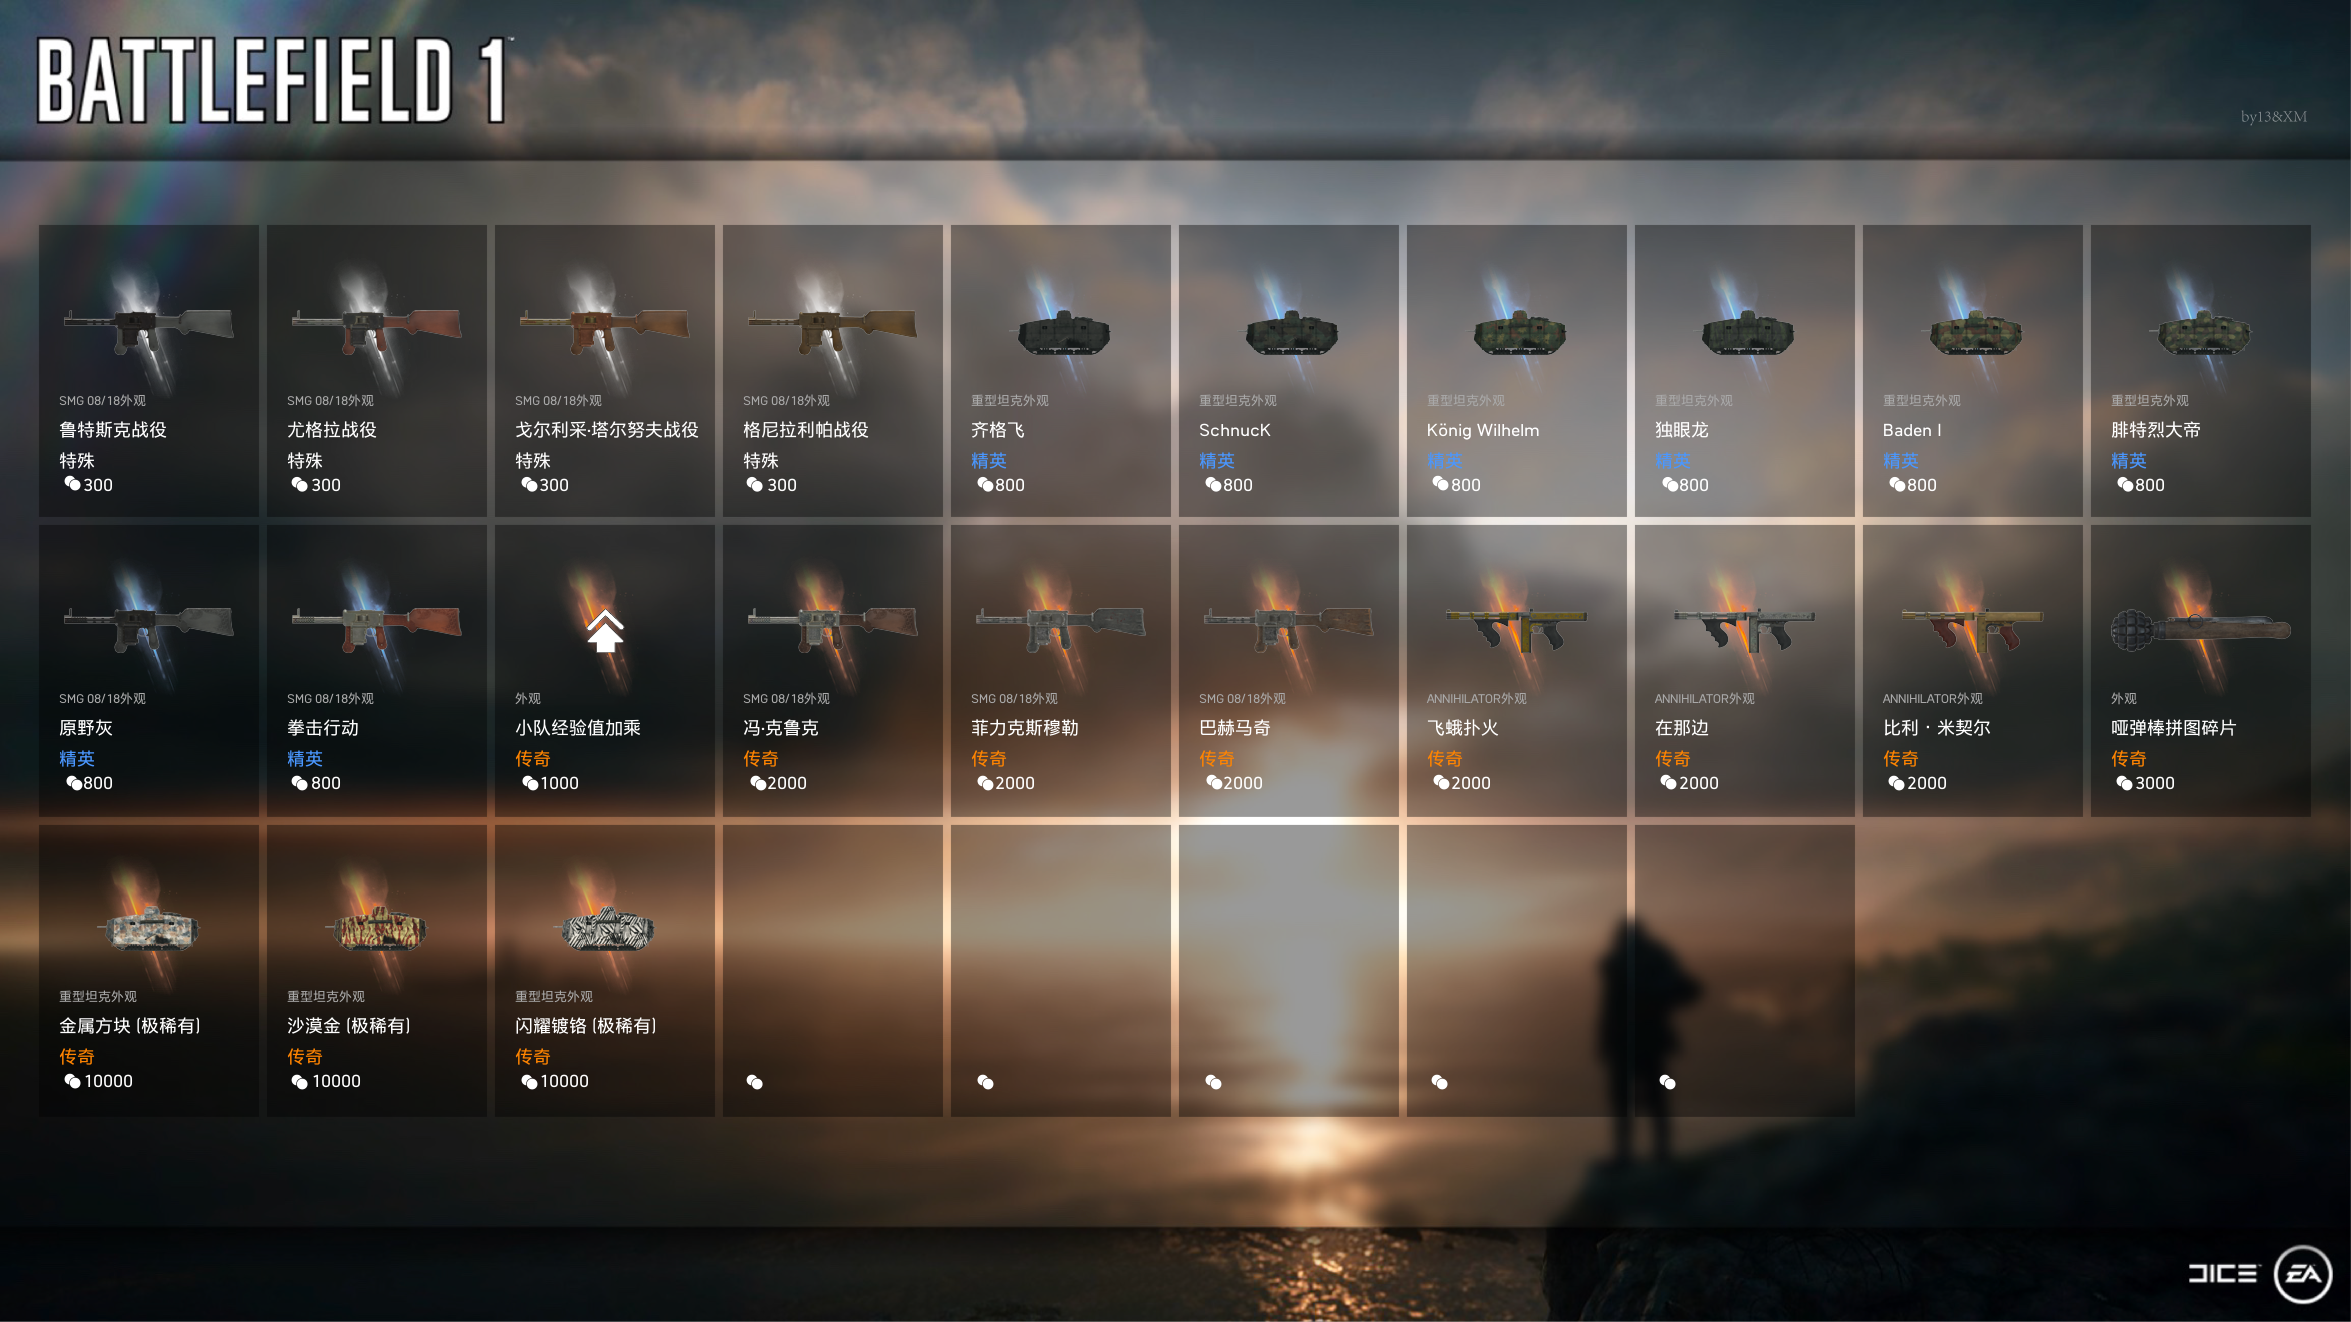 BATTLEFIELD 1
by13&XM
SMG 08/18外观
鲁特斯克战役
特殊
300
SMG 08/18外观
尤格拉战役
特殊
300
SMG 08/18外观
戈尔利采·塔尔努夫战役
特殊
300
SMG 08/18外观
格尼拉利帕战役
特殊
300
重型坦克外观
齐格飞
精英
800
重型坦克外观
SchnucK
精英
800
重型坦克外观
König Wilhelm
精英
800
重型坦克外观
独眼龙
精英
800
重型坦克外观
Baden I
精英
800
重型坦克外观
腓特烈大帝
精英
800
SMG 08/18外观
原野灰
精英
800
SMG 08/18外观
拳击行动
精英
800
外观
小队经验值加乘
传奇
1000
SMG 08/18外观
冯·克鲁克
传奇
2000
SMG 08/18外观
菲力克斯穆勒
传奇
2000
SMG 08/18外观
巴赫马奇
传奇
2000
ANNIHILATOR外观
飞蛾扑火
传奇
2000
ANNIHILATOR外观
在那边
传奇
2000
ANNIHILATOR外观
比利·米契尔
传奇
2000
外观
哑弹棒拼图碎片
传奇
3000
重型坦克外观
金属方块 (极稀有)
传奇
10000
重型坦克外观
沙漠金 (极稀有)
传奇
10000
重型坦克外观
闪耀镀铬 (极稀有)
传奇
10000
DICE
EA